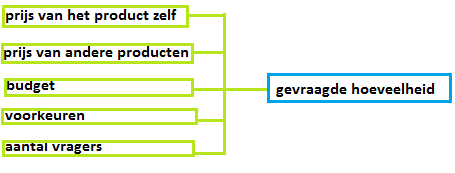 prijs van het product zelf
prijs van andere producten
budget
gevraagde hoeveelheid
voorkeuren
aantal vragers